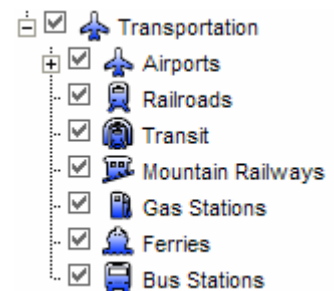 Transportation
Airports
Railroads
Transit
Mountain Railways
Gas Stations
Ferries
Bus Stations